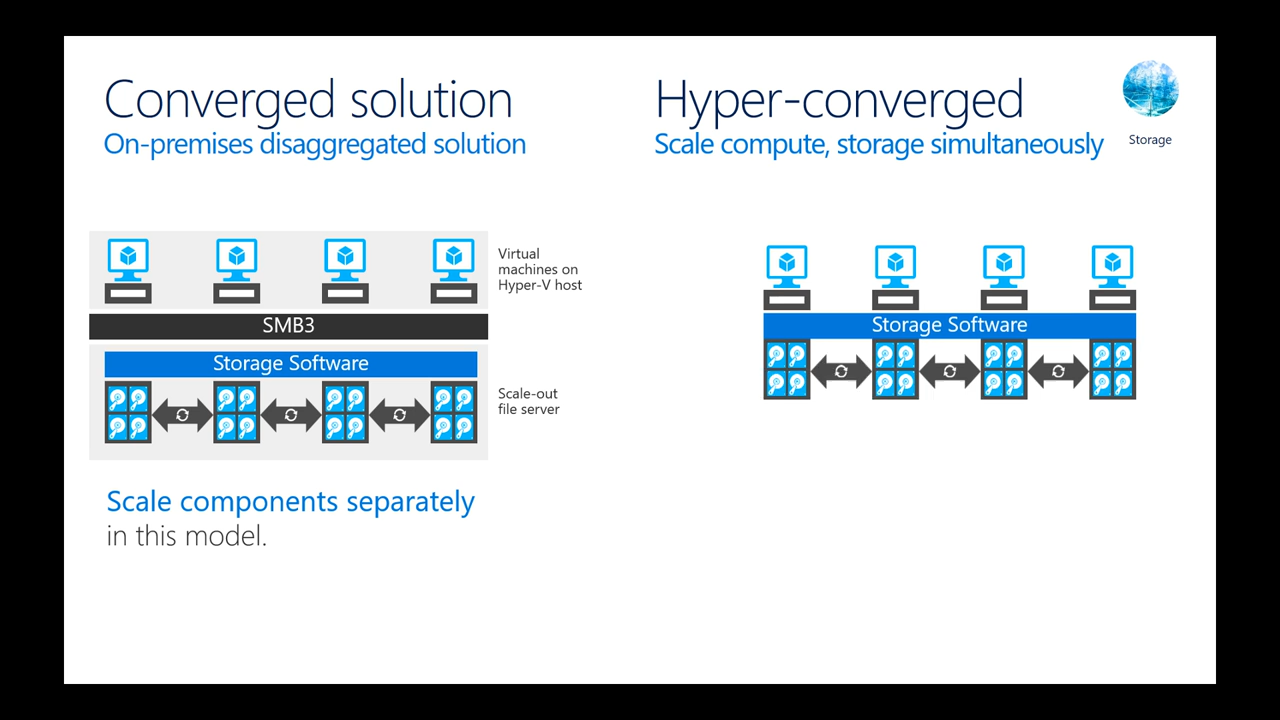 Converged solution
On-premises disaggregated solution
Virtual
machines on
Hyper-V host
SMB3
Storage Software
Scale-out
file server
Scale components separately
in this model.
Hyper-converged
Scale compute, storage simultaneously
Storage
Storage Software